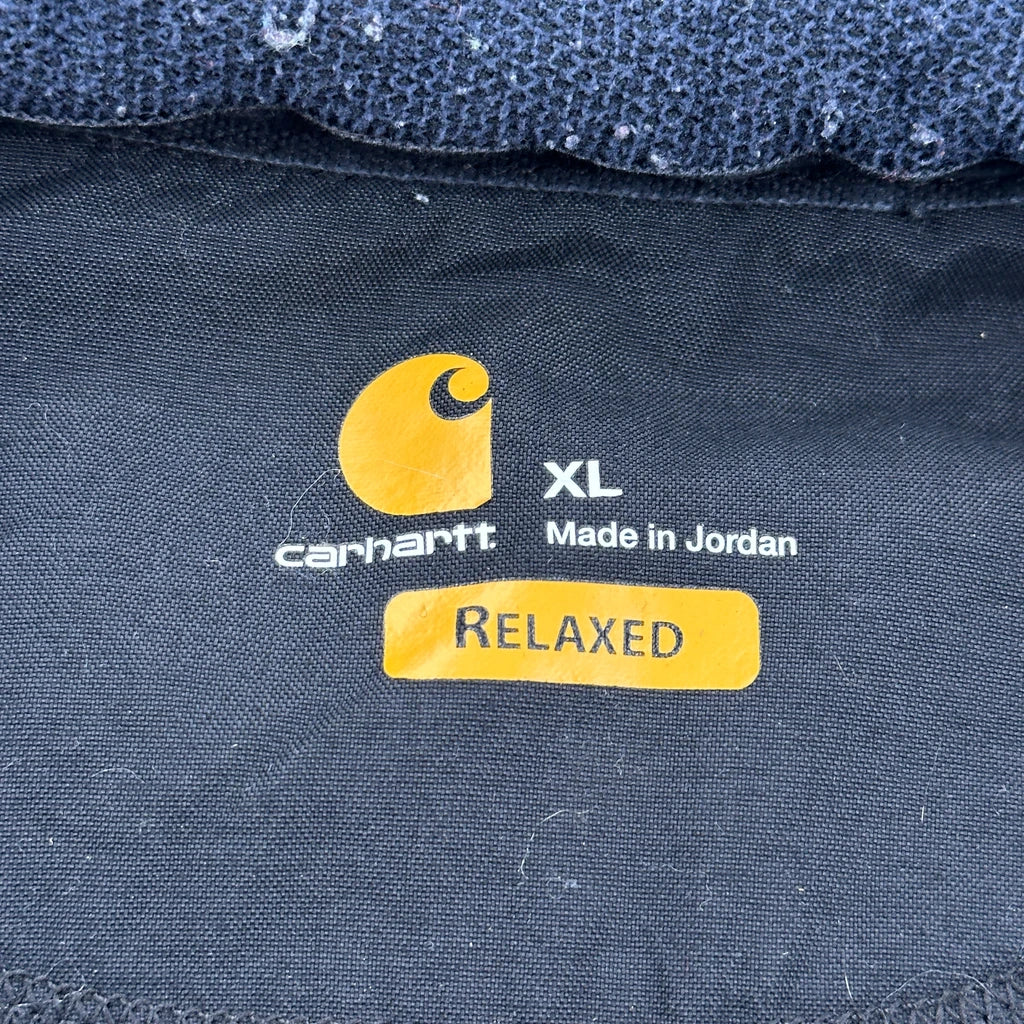 XL
carhartt.
Made in Jordan
RELAXED